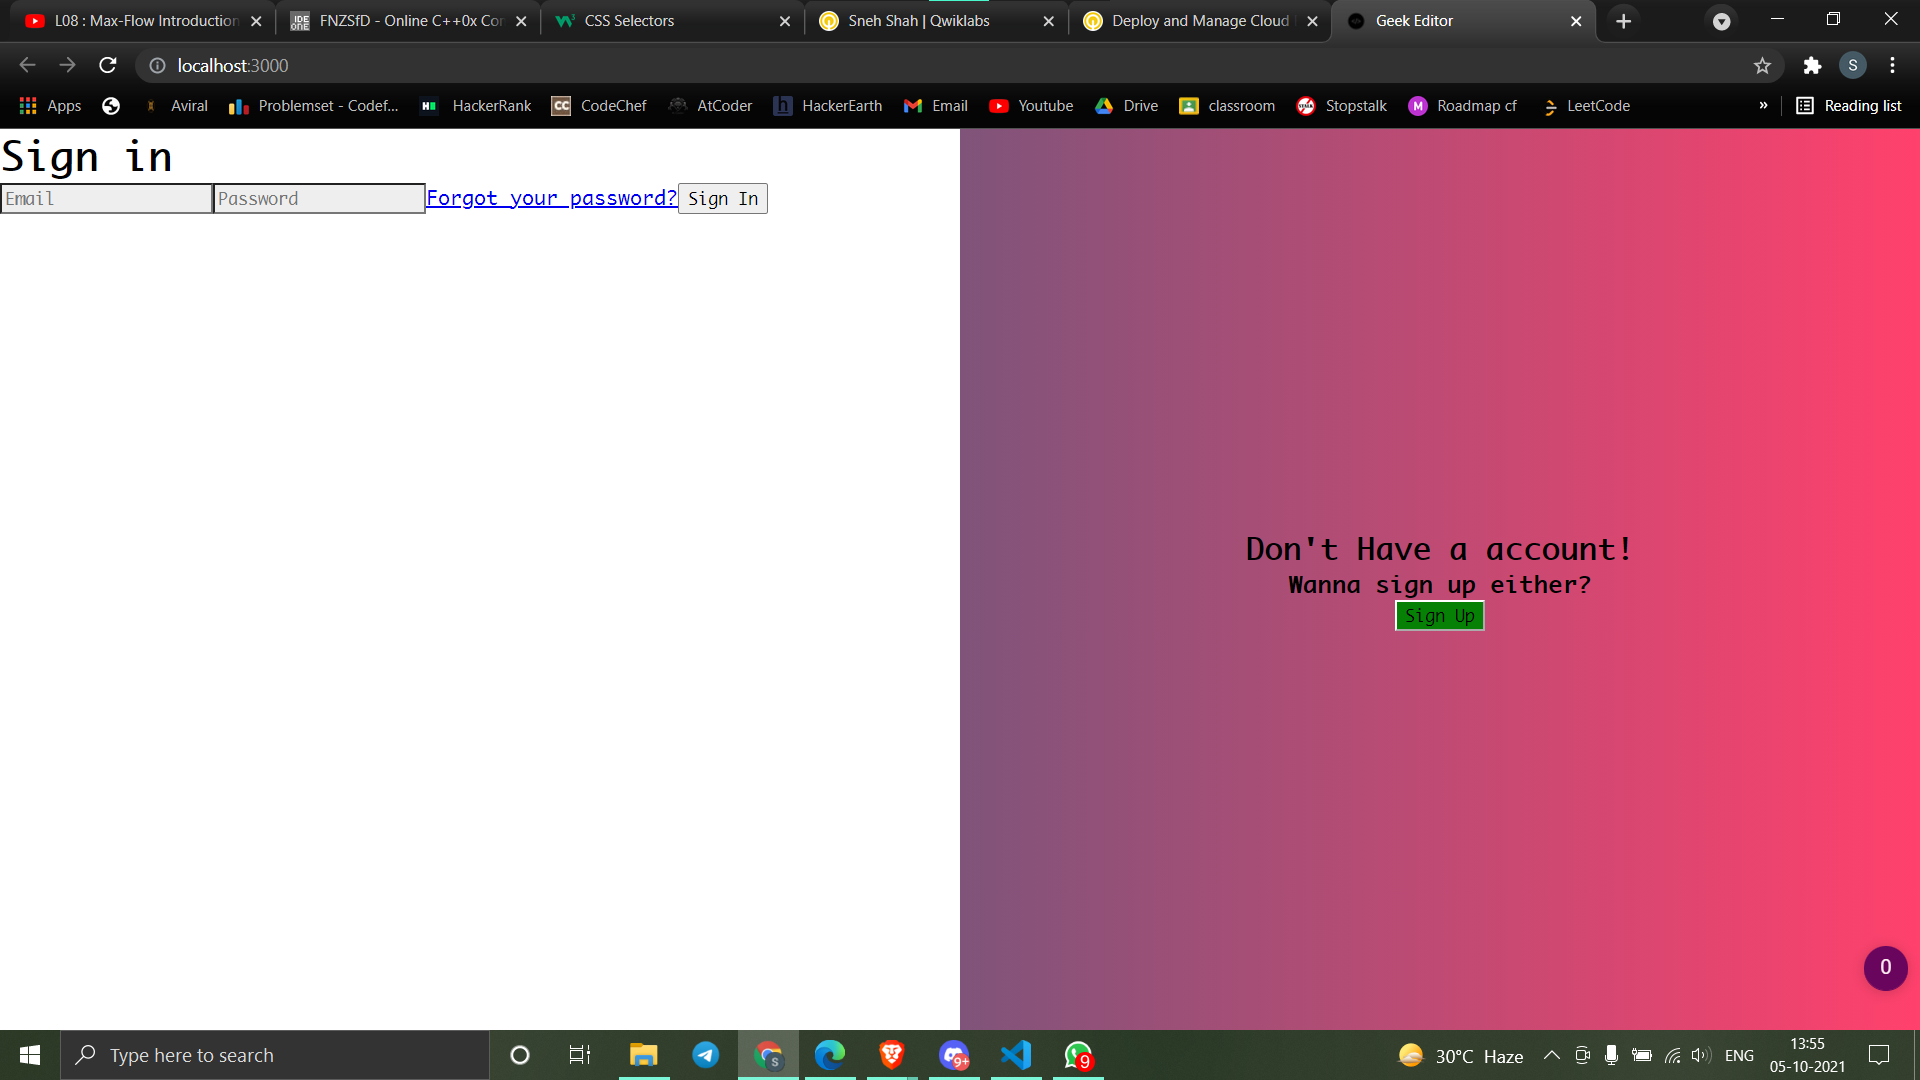 L08 : Max-Flow Introduction
FNZSfD - Online C++0x Cor
CSS Selectors
Sneh Shah | Qwiklabs
Deploy and Manage Cloud
Geek Editor
localhost:3000
S
Apps
Aviral
Problemset - Codef...
HackerRank
CodeChef
AtCoder
HackerEarth
Email
Youtube
Drive
classroom
Stopstalk
Roadmap cf
LeetCode
»
Reading list
Sign in
Email
Password
Forgot your password?
Sign In
Don't Have a account!
Wanna sign up either?
Sign Up
0
Type here to search
S
9+
9
30°C Haze
ENG
13:55
05-10-2021